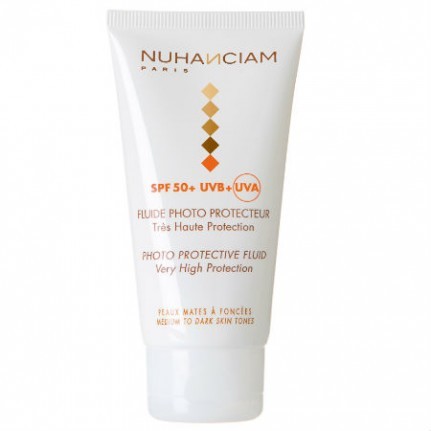 NUHANCIAM
PARIS
SPF 50+ UVB+ UVA
FLUIDE PHOTO PROTECTEUR
Très Haute Protection
PHOTO PROTECTIVE FLUID
Very High Protection
PEAUX MATES À FONCÉES
MEDIUM TO DARK SKIN TONES